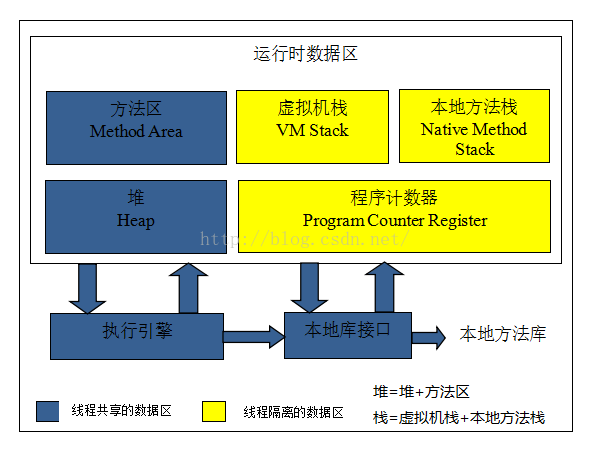 运行时数据区
方法区
Method Area
虚拟机栈
VM Stack
本地方法栈
Native Method
Stack
堆
Heap
程序计数器
Program Counter Register
http://blog.csdn.net/
执行引擎
本地库接口
本地方法库
堆=堆+方法区
线程共享的数据区
线程隔离的数据区
栈=虚拟机栈+本地方法栈